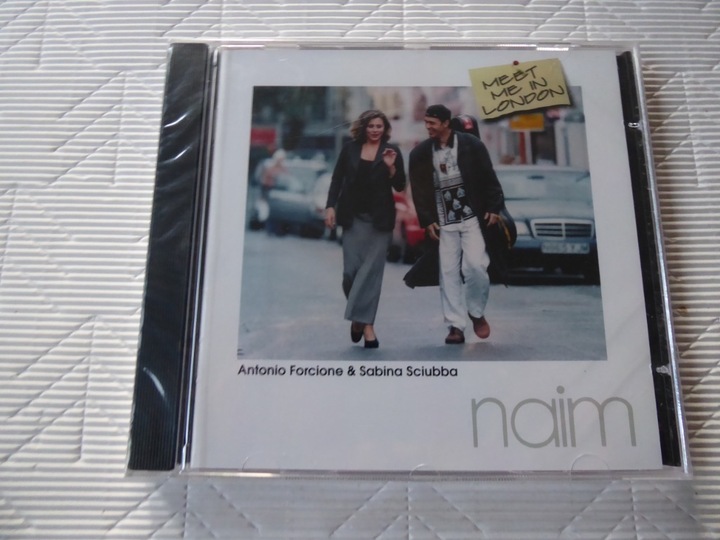 MEET
ME IN
LONDON
Antonio Forcione & Sabina Sciubba
naim